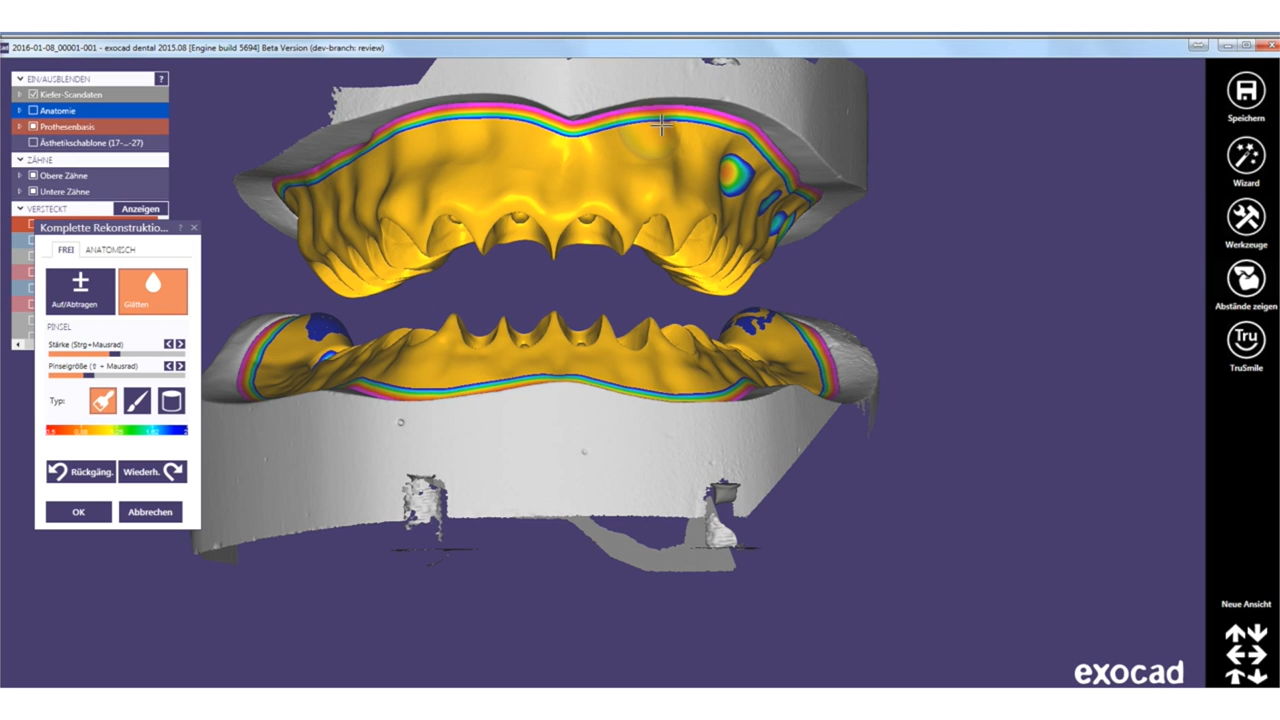 2016-01-08_00001-001 - exocad dental 2015.08 [Engine build 5694] Beta Version (dev-branch: review)
EIN/AUSBLENDEN ?
Kiefer-Scandaten
Anatomie
Prothesenbasis
Ästhetikschablone (17-...-27)
ZÄHNE
Obere Zähne
Untere Zähne
VERSTECKT Anzeigen
Komplette Rekonstruktio... ? ×
FREI ANATOMISCH
Auf/Abtragen Glätten
PINSEL
Stärke (Strg+Mausrad)
Pinselgröße (⇧ + Mausrad)
Typ:
Rückgäng. Wiederh.
OK Abbrechen
Speichern
Wizard
Werkzeuge
Abstände zeigen
Tru
TruSmile
Neue Ansicht
exocad